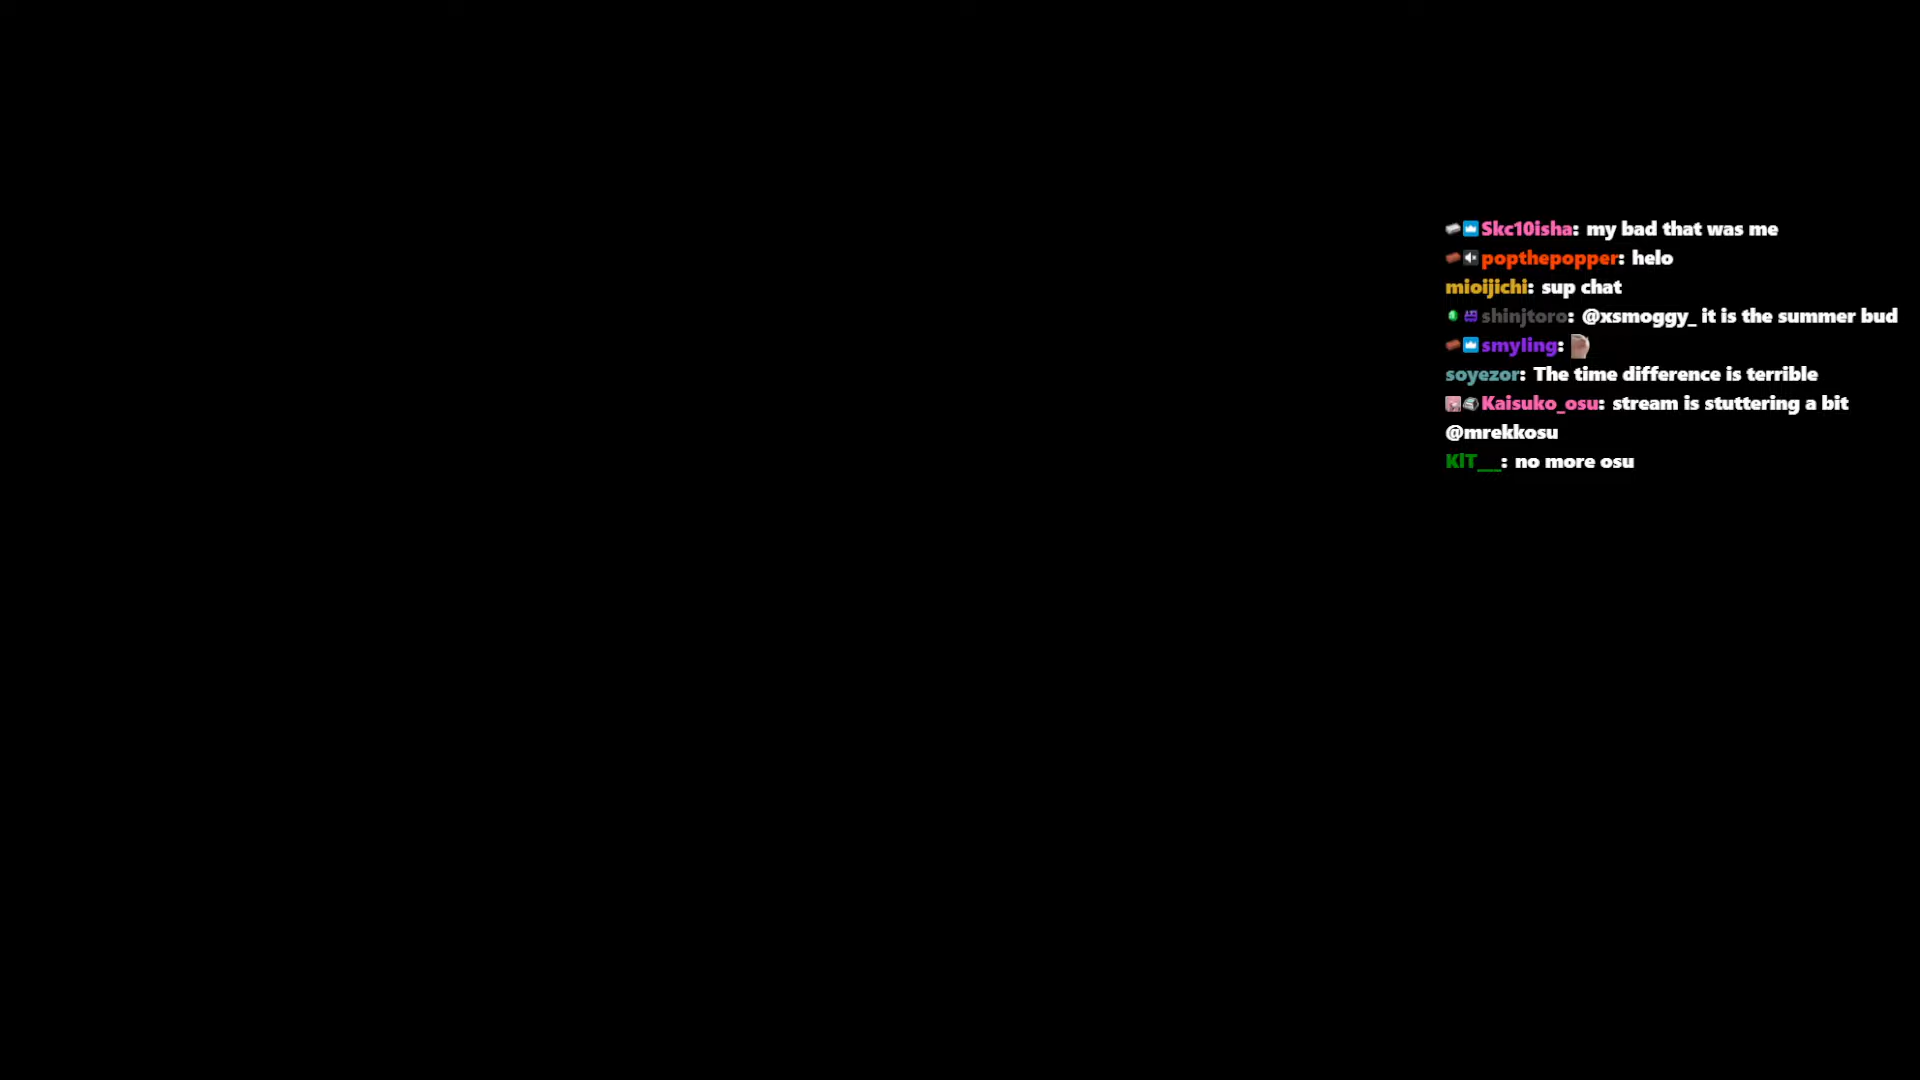 Skc10isha: my bad that was me
popthepopper: helo
mioijichi: sup chat
shinjtoro: @xsmoggy_ it is the summer bud
smyling:
soyezor: The time difference is terrible
Kaisuko_osu: stream is stuttering a bit
@mrekkosu
KIT__: no more osu